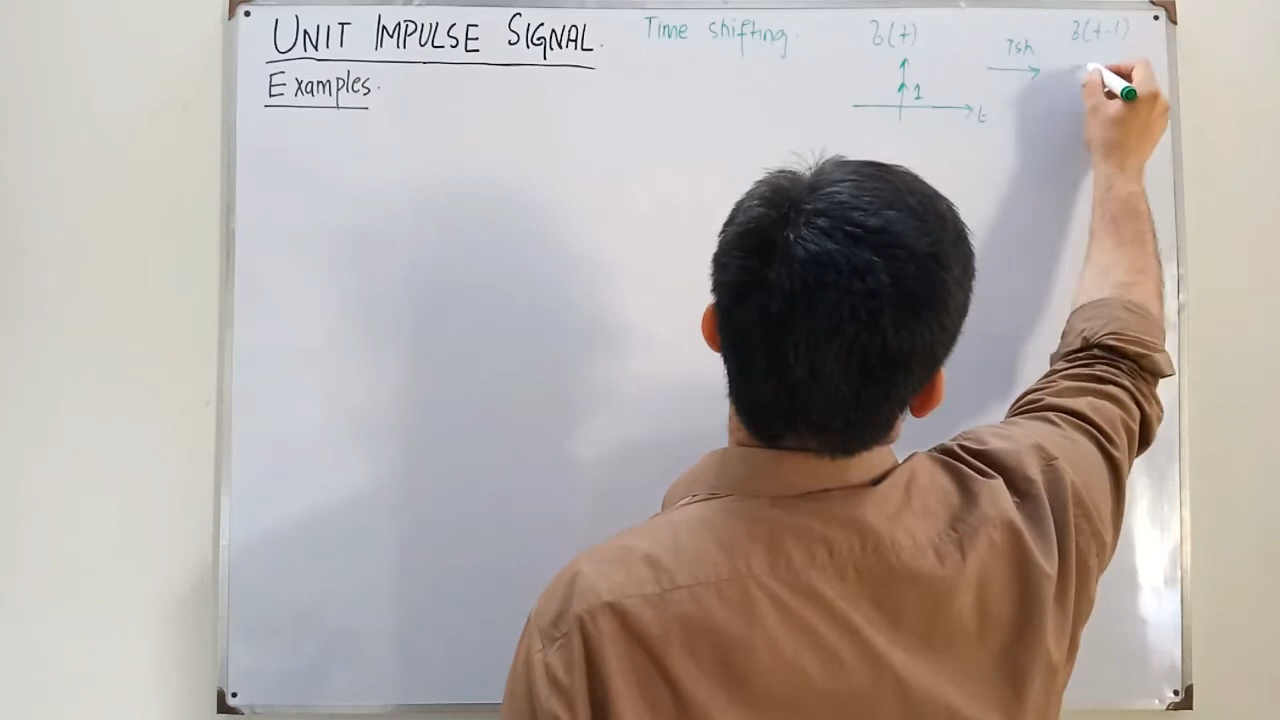 UNIT IMPULSE SIGNAL.
Examples.
Time shifting.
δ(t)
1
t
Tsh
δ(t-1)